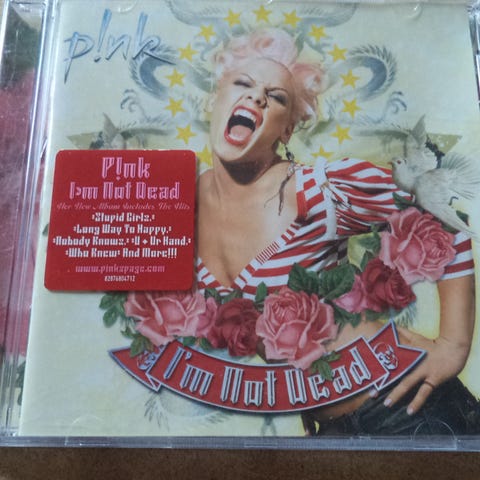 p!nk
P!nk
I'm Not Dead
Her New Album Includes The Hits
•Stupid Girls.•
•Long Way To Happy.•
•Nobody Knows.• •U + Ur Hand.•
•Who Knew• And More!!!
www.pinkspage.com
82876804712
I'm Not Dead